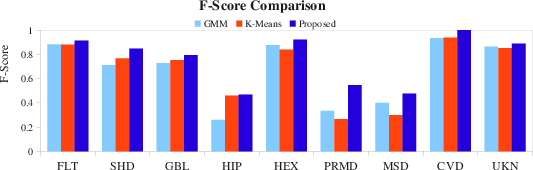 F-Score Comparison
GMM K-Means Proposed
F-Score
1
0.8
0.6
0.4
0.2
0
FLT SHD GBL HIP HEX PRMD MSD CVD UKN